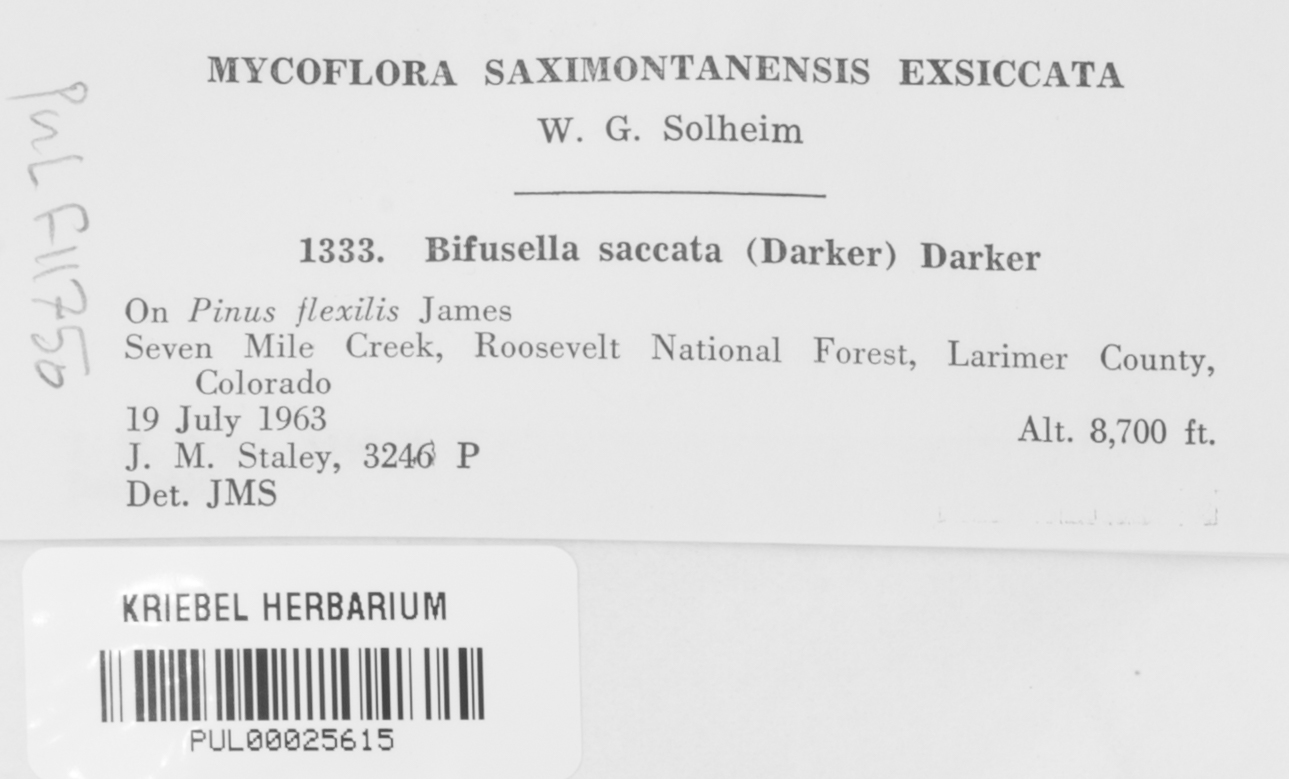 MYCOFLORA SAXIMONTANENSIS EXSICCATA
W. G. Solheim
1333. Bifusella saccata (Darker) Darker
On Pinus flexilis James
Seven Mile Creek, Roosevelt National Forest, Larimer County,
Colorado
19 July 1963
Alt. 8,700 ft.
J. M. Staley, 3246 P
Det. JMS
PUL F11750
KRIEBEL HERBARIUM
PUL00025615